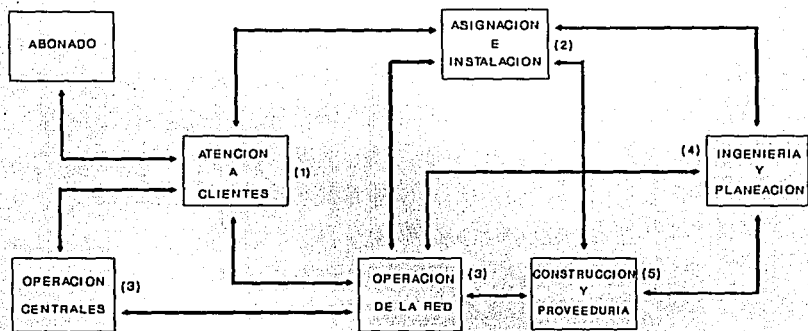 ABONADO
ASIGNACION
E
INSTALACION
(2)
ATENCION
A
CLIENTES
(1)
(4)
INGENIERIA
Y
PLANEACION
OPERACION
CENTRALES
(3)
OPERACION
DE LA RED
(3)
CONSTRUCCION
Y
PROVEEDURIA
(5)